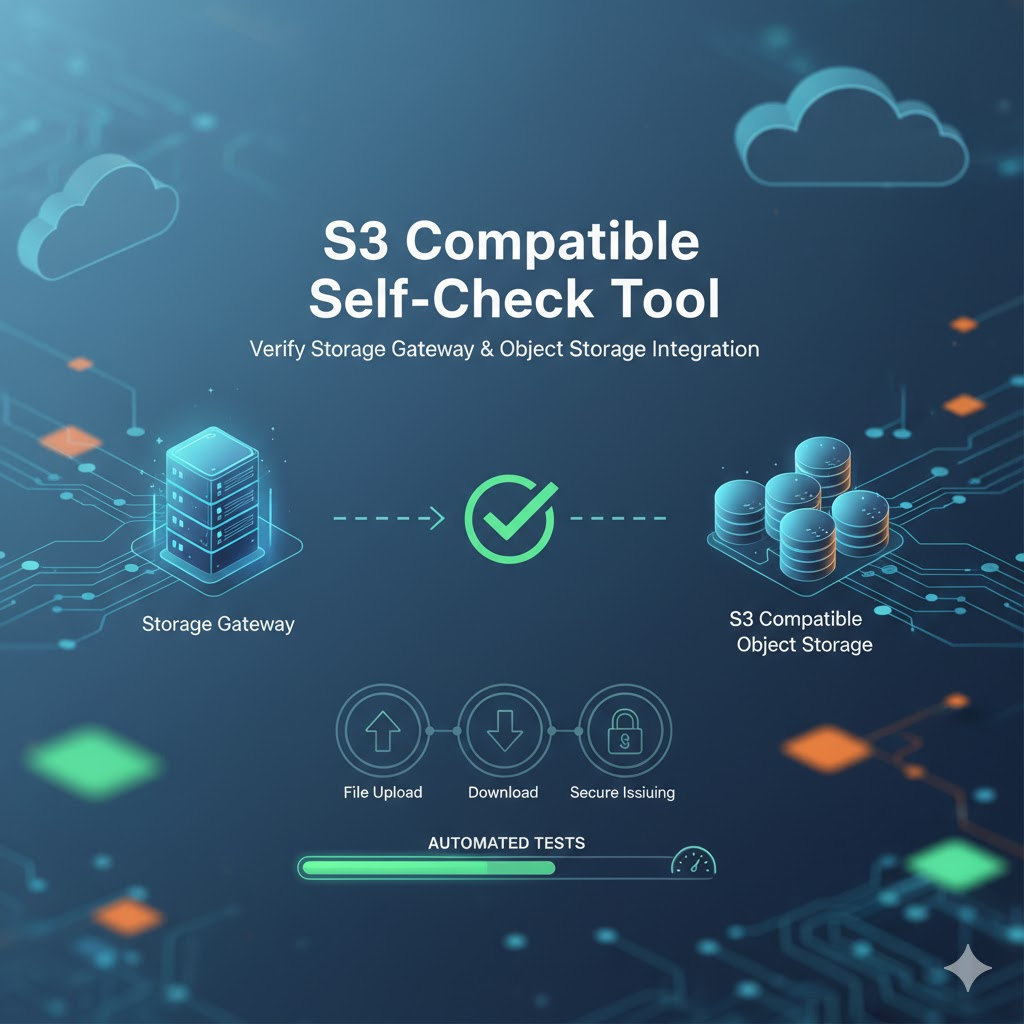 S3 Compatible
Self-Check Tool
Verify Storage Gateway & Object Storage Integration
Storage Gateway
S3 Compatible
Object Storage
File Upload
Download
Secure Issiuing
AUTOMATED TESTS